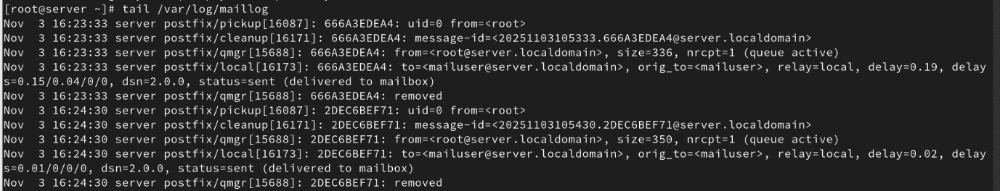 [root@server ~]# tail /var/log/maillog
Nov  3 16:23:33 server postfix/pickup[16087]: 666A3EDEA4: uid=0 from=<root>
Nov  3 16:23:33 server postfix/cleanup[16171]: 666A3EDEA4: message-id=<20251103105333.666A3EDEA4@server.localdomain>
Nov  3 16:23:33 server postfix/qmgr[15688]: 666A3EDEA4: from=<root@server.localdomain>, size=336, nrcpt=1 (queue active)
Nov  3 16:23:33 server postfix/local[16173]: 666A3EDEA4: to=<mailuser@server.localdomain>, orig_to=<mailuser>, relay=local, delay=0.19, delay
s=0.15/0.04/0/0, dsn=2.0.0, status=sent (delivered to mailbox)
Nov  3 16:23:33 server postfix/qmgr[15688]: 666A3EDEA4: removed
Nov  3 16:24:30 server postfix/pickup[16087]: 2DEC6BEF71: uid=0 from=<root>
Nov  3 16:24:30 server postfix/cleanup[16171]: 2DEC6BEF71: message-id=<20251103105430.2DEC6BEF71@server.localdomain>
Nov  3 16:24:30 server postfix/qmgr[15688]: 2DEC6BEF71: from=<root@server.localdomain>, size=350, nrcpt=1 (queue active)
Nov  3 16:24:30 server postfix/local[16173]: 2DEC6BEF71: to=<mailuser@server.localdomain>, orig_to=<mailuser>, relay=local, delay=0.02, delay
s=0.01/0/0/0, dsn=2.0.0, status=sent (delivered to mailbox)
Nov  3 16:24:30 server postfix/qmgr[15688]: 2DEC6BEF71: removed